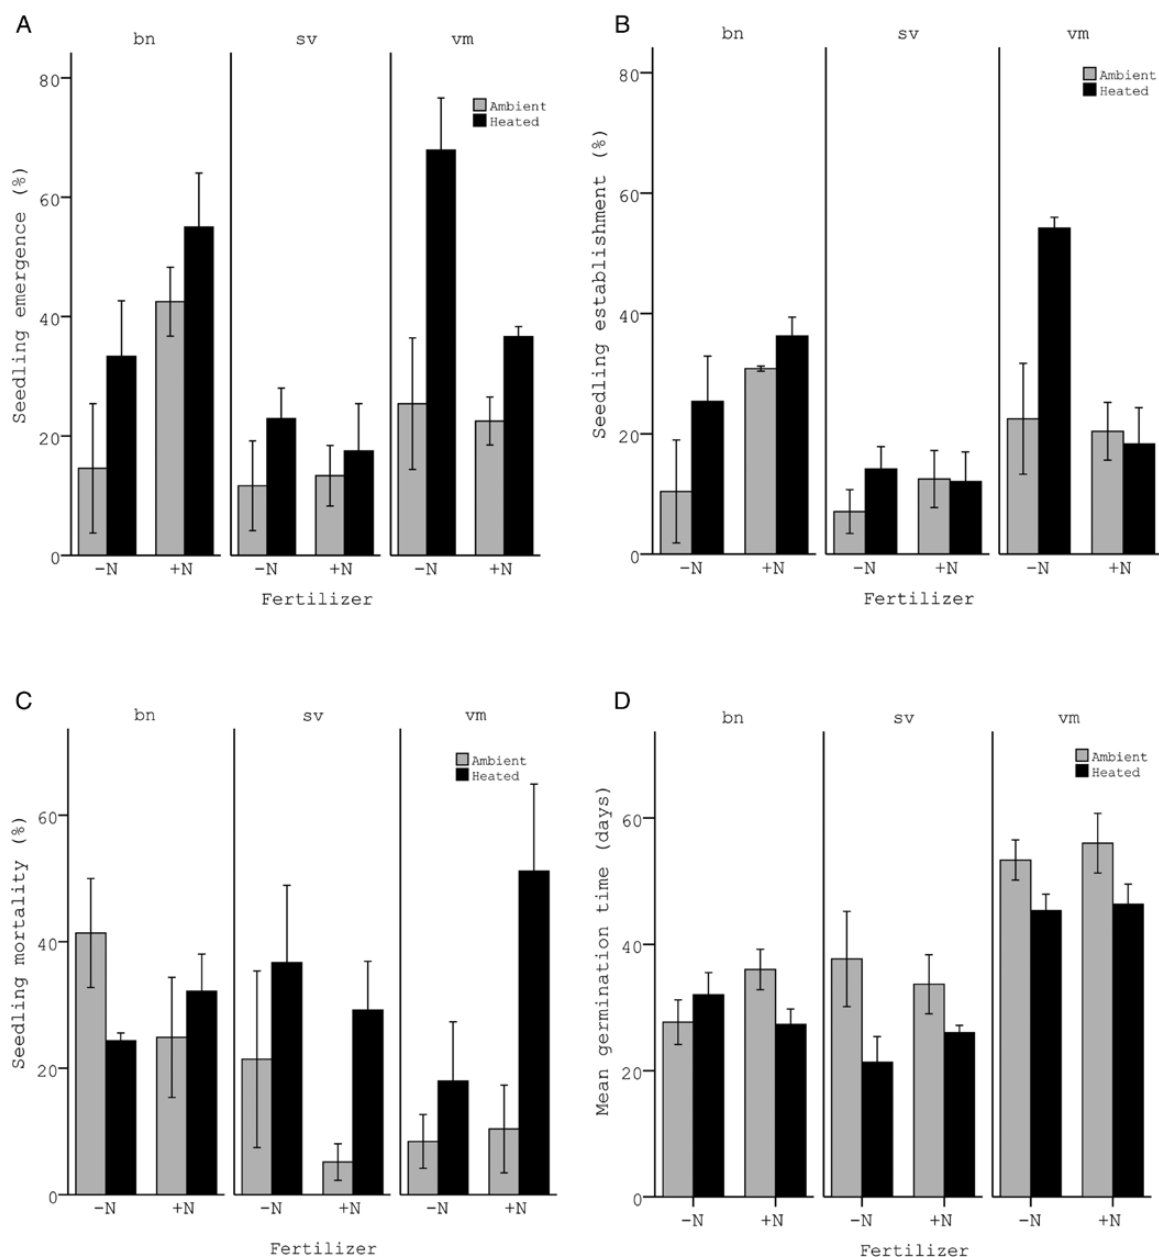 A
bn sv vm
Ambient
Heated
Seedling emergence (%)
80
60
40
20
0
-N +N -N +N -N +N
Fertilizer
B
bn sv vm
Ambient
Heated
Seedling establishment (%)
80
60
40
20
0
-N +N -N +N -N +N
Fertilizer
C
bn sv vm
Ambient
Heated
Seedling mortality (%)
60
40
20
0
-N +N -N +N -N +N
Fertilizer
D
bn sv vm
Ambient
Heated
Mean germination time (days)
60
40
20
0
-N +N -N +N -N +N
Fertilizer